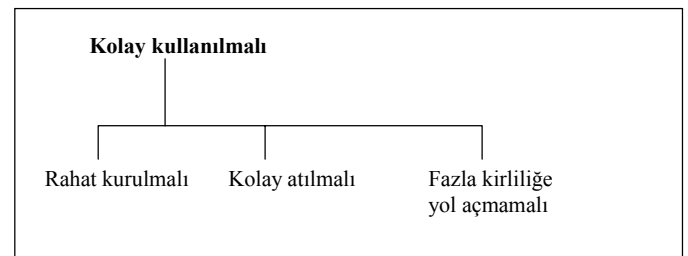 Kolay kullanılmalı
Rahat kurulmalı
Kolay atılmalı
Fazla kirliliğe
yol açmamalı